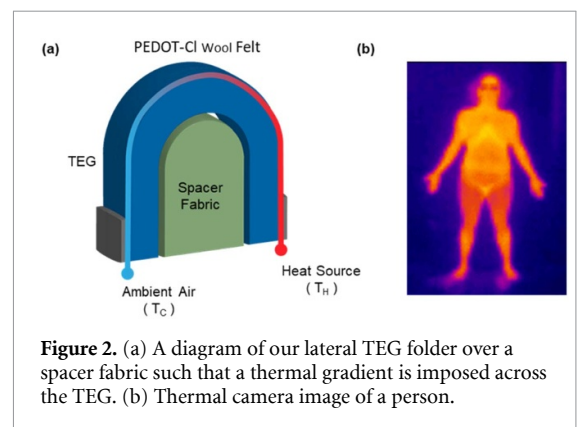 (a)
PEDOT-Cl Wool Felt
(b)
TEG
Spacer
Fabric
Ambient Air
( TC )
Heat Source
( TH )
Figure 2. (a) A diagram of our lateral TEG folder over a
spacer fabric such that a thermal gradient is imposed across
the TEG. (b) Thermal camera image of a person.